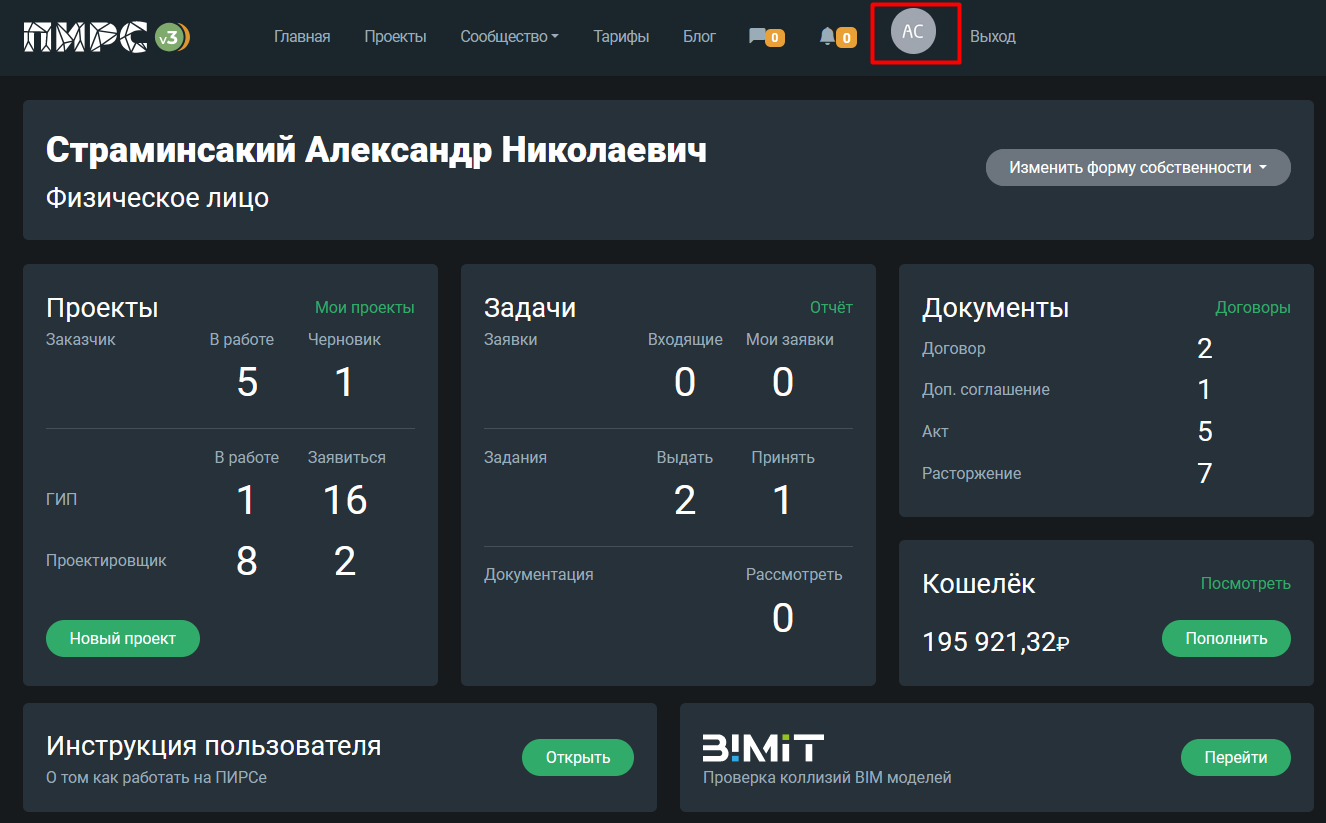 ПИРС v3
Главная Проекты Сообщество Тарифы Блог 0 0 АС Выход
Страминсакий Александр Николаевич
Физическое лицо
Изменить форму собственности
Проекты Мои проекты
Заказчик В работе Черновик
5 1
В работе Заявиться
ГИП 1 16
Проектировщик 8 2
Новый проект
Задачи Отчёт
Заявки Входящие Мои заявки
0 0
Задания Выдать Принять
2 1
Документация Рассмотреть
0
Документы Договоры
Договор 2
Доп. соглашение 1
Акт 5
Расторжение 7
Кошелёк Посмотреть
195 921,32₽ Пополнить
Инструкция пользователя
О том как работать на ПИРСе
Открыть
B!MiT
Проверка коллизий BIM моделей
Перейти